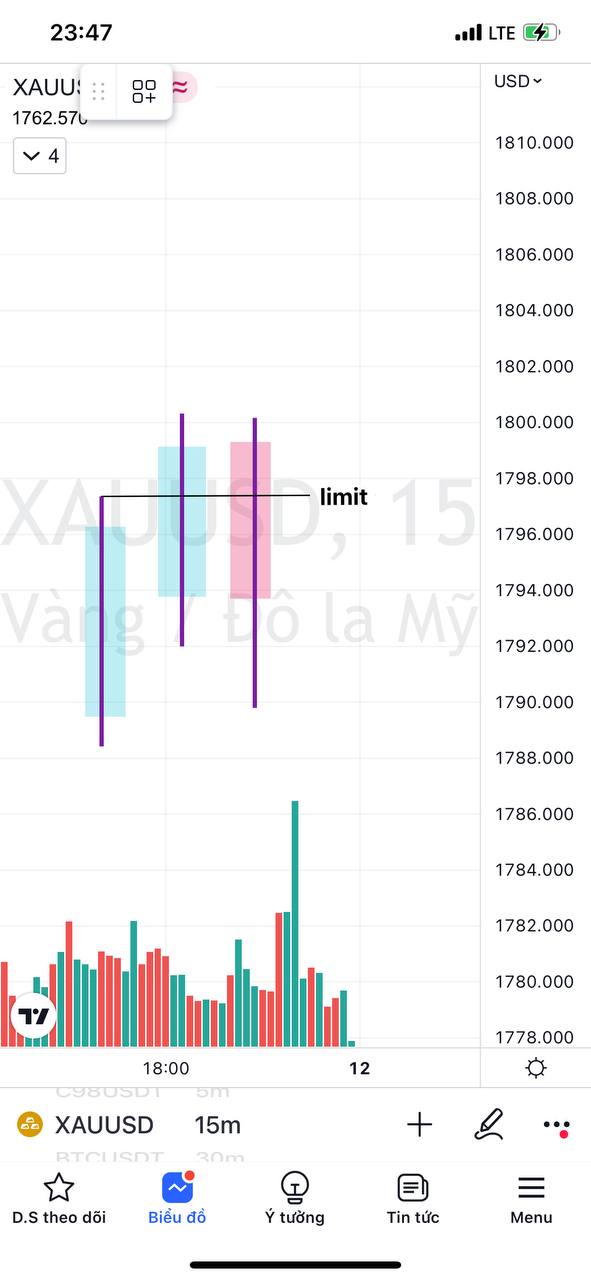 23:47
LTE
XAUUS
USD
1762.570
4
1810.000
1808.000
1806.000
1804.000
1802.000
1800.000
1798.000
1796.000
1794.000
1792.000
1790.000
1788.000
1786.000
1784.000
1782.000
1780.000
1778.000
limit
XAUUSD, 15
Vàng / Đô la Mỹ
18:00 12
C98USDT 5m
XAUUSD 15m
BTCUSDT 30m
D.S theo dõi Biểu đồ Ý tưởng Tin tức Menu